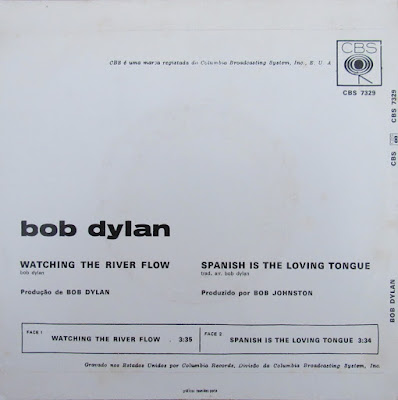 CBS é uma marca registada da Columbia Broadcasting System, Inc., E. U. A
CBS
CBS 7329
CBS 7329
CBS
BOB DYLAN
bob dylan
WATCHING THE RIVER FLOW
bob dylan
Produção de BOB DYLAN
SPANISH IS THE LOVING TONGUE
trad. arr. bob dylan
Produzido por BOB JOHNSTON
FACE 1
WATCHING THE RIVER FLOW . 3:35
FACE 2
SPANISH IS THE LOVING TONGUE 3:34
Gravado nos Estados Unidos por Columbia Records, Divisão da Columbia Broadcasting System, Inc.